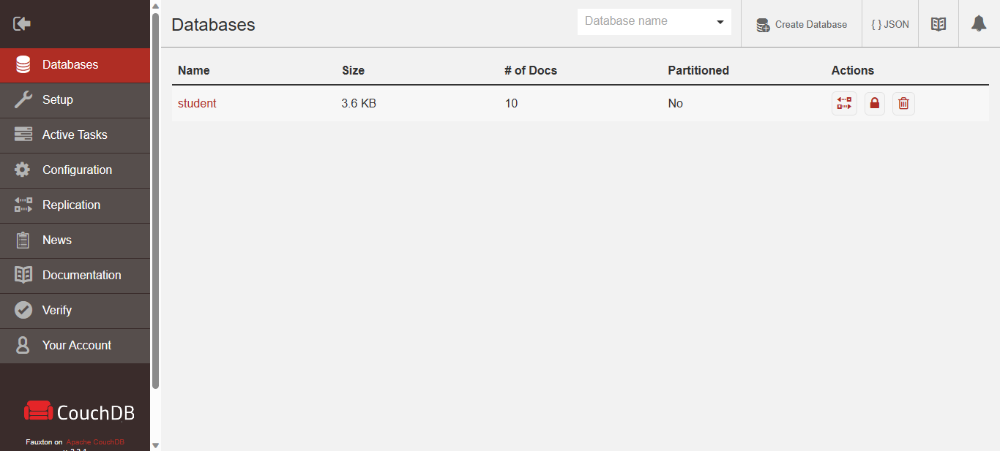 Databases
Database name
Create Database
{ } JSON
Databases
Setup
Active Tasks
Configuration
Replication
News
Documentation
Verify
Your Account
Name Size # of Docs Partitioned Actions
student 3.6 KB 10 No
CouchDB
Fauxton on Apache CouchDB